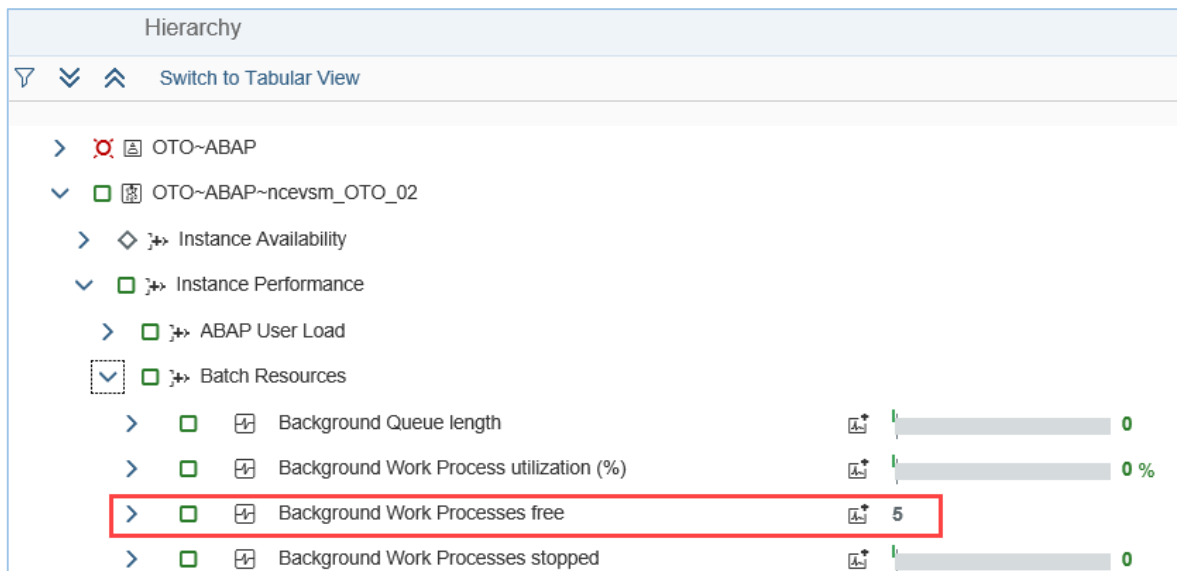 Hierarchy
Switch to Tabular View
OTO~ABAP
OTO~ABAP~ncevsm_OTO_02
Instance Availability
Instance Performance
ABAP User Load
Batch Resources
Background Queue length 0
Background Work Process utilization (%) 0 %
Background Work Processes free 5
Background Work Processes stopped 0